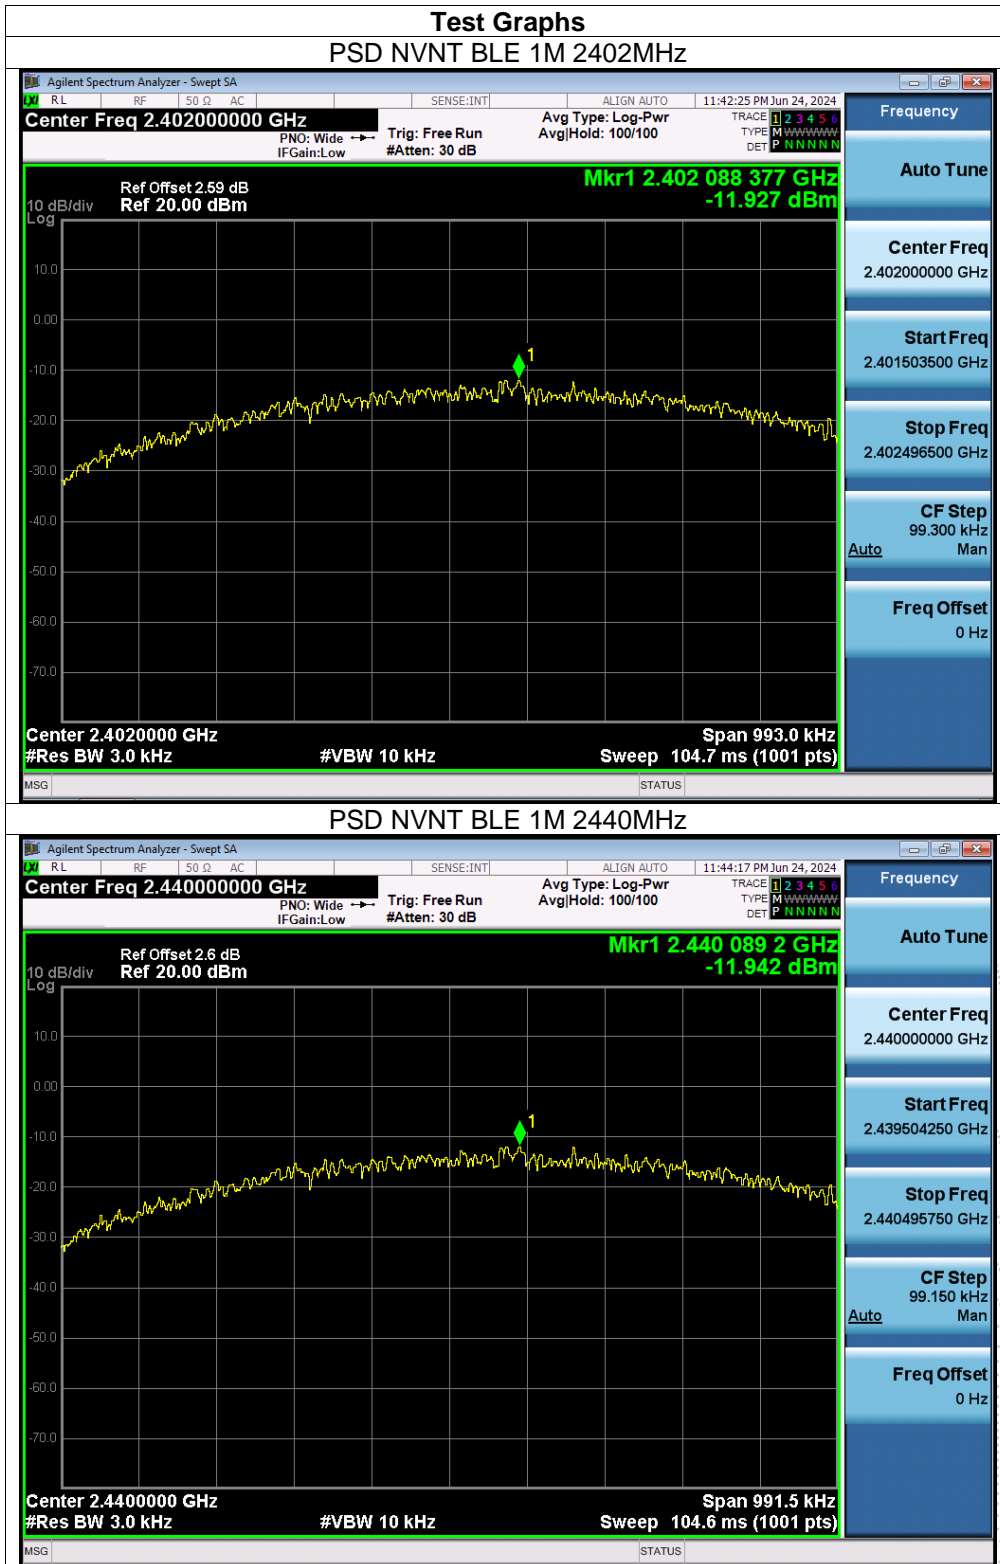 Test Graphs
PSD NVNT BLE 1M 2402MHz
Agilent Spectrum Analyzer - Swept SA
LXI RL RF 50 Ω AC SENSE:INT ALIGN AUTO 11:42:25 PM Jun 24, 2024
Center Freq 2.402000000 GHz
PNO: Wide
IFGain:Low
Trig: Free Run
#Atten: 30 dB
Avg Type: Log-Pwr
Avg|Hold: 100/100
TRACE 1 2 3 4 5 6
TYPE M WWWWW
DET P N N N N N
Frequency
Mkr1 2.402 088 377 GHz
-11.927 dBm
Ref Offset 2.59 dB
Ref 20.00 dBm
10 dB/div
Log
10.0
0.00
-10.0
-20.0
-30.0
-40.0
-50.0
-60.0
-70.0
1
Center 2.4020000 GHz
Span 993.0 kHz
#Res BW 3.0 kHz
#VBW 10 kHz
Sweep 104.7 ms (1001 pts)
Auto Tune
Center Freq
2.402000000 GHz
Start Freq
2.401503500 GHz
Stop Freq
2.402496500 GHz
CF Step
99.300 kHz
Auto Man
Freq Offset
0 Hz
MSG STATUS
PSD NVNT BLE 1M 2440MHz
Agilent Spectrum Analyzer - Swept SA
LXI RL RF 50 Ω AC SENSE:INT ALIGN AUTO 11:44:17 PM Jun 24, 2024
Center Freq 2.440000000 GHz
PNO: Wide
IFGain:Low
Trig: Free Run
#Atten: 30 dB
Avg Type: Log-Pwr
Avg|Hold: 100/100
TRACE 1 2 3 4 5 6
TYPE M WWWWW
DET P N N N N N
Frequency
Mkr1 2.440 089 2 GHz
-11.942 dBm
Ref Offset 2.6 dB
Ref 20.00 dBm
10 dB/div
Log
10.0
0.00
-10.0
-20.0
-30.0
-40.0
-50.0
-60.0
-70.0
1
Center 2.4400000 GHz
Span 991.5 kHz
#Res BW 3.0 kHz
#VBW 10 kHz
Sweep 104.6 ms (1001 pts)
Auto Tune
Center Freq
2.440000000 GHz
Start Freq
2.439504250 GHz
Stop Freq
2.440495750 GHz
CF Step
99.150 kHz
Auto Man
Freq Offset
0 Hz
MSG STATUS